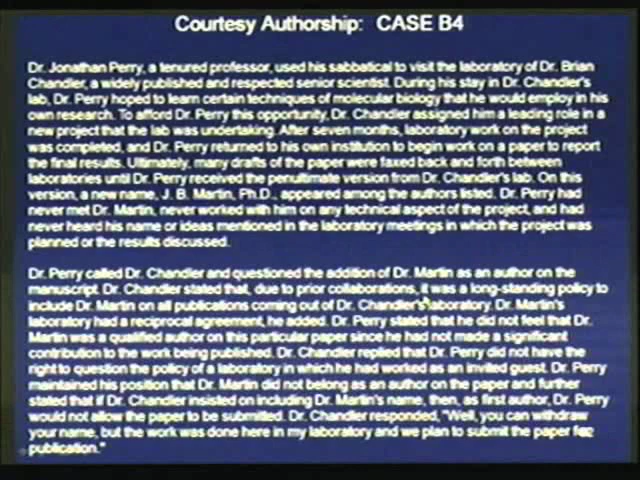 Courtesy Authorship: CASE B4
Dr. Jonathan Perry, a tenured professor, used his sabbatical to visit the laboratory of Dr. Brian
Chandler, a widely published and respected senior scientist. During his stay in Dr. Chandler's
lab, Dr. Perry hoped to learn certain techniques of molecular biology that he would employ in his
own research. To afford Dr. Perry this opportunity, Dr. Chandler assigned him a leading role in a
new project that the lab was undertaking. After seven months, laboratory work on the project
was completed, and Dr. Perry returned to his own institution to begin work on a paper to report
the final results. Ultimately, many drafts of the paper were faxed back and forth between
laboratories until Dr. Perry received the penultimate version from Dr. Chandler's lab. On this
version, a new name, J. B. Martin, Ph.D., appeared among the authors listed. Dr. Perry had
never met Dr. Martin, never worked with him on any technical aspect of the project, and had
never heard his name or ideas mentioned in the laboratory meetings in which the project was
planned or the results discussed.
Dr. Perry called Dr. Chandler and questioned the addition of Dr. Martin as an author on the
manuscript. Dr. Chandler stated that, due to prior collaborations, it was a long-standing policy to
include Dr. Martin on all publications coming out of Dr. Chandler's laboratory. Dr. Martin's
laboratory had a reciprocal agreement, he added. Dr. Perry stated that he did not feel that Dr.
Martin was a qualified author on this particular paper since he had not made a significant
contribution to the work being published. Dr. Chandler replied that Dr. Perry did not have the
right to question the policy of a laboratory in which he had worked as an invited guest. Dr. Perry
maintained his position that Dr. Martin did not belong as an author on the paper and further
stated that if Dr. Chandler insisted on including Dr. Martin's name, then, as first author, Dr. Perry
would not allow the paper to be submitted. Dr. Chandler responded, "Well, you can withdraw
your name, but the work was done here in my laboratory and we plan to submit the paper for
publication."